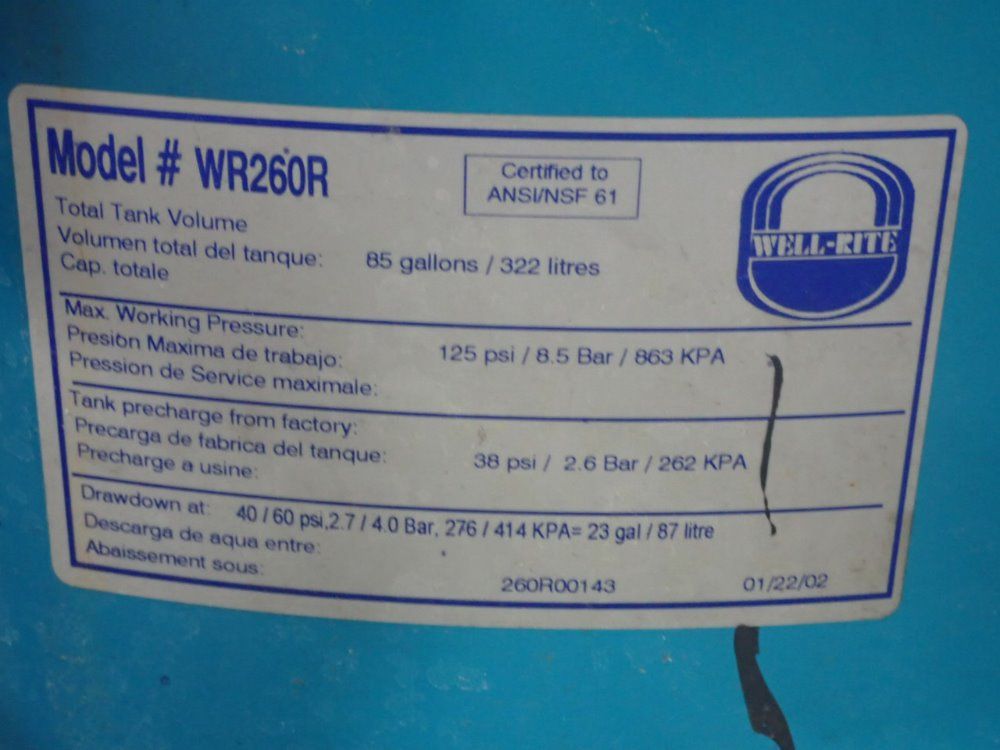 Model # WR260R
Certified to
ANSI/NSF 61
WELL-RITE
Total Tank Volume
Volumen total del tanque: 85 gallons / 322 litres
Cap. totale
Max. Working Pressure:
Presión Maxima de trabajo: 125 psi / 8.5 Bar / 863 KPA
Pression de Service maximale:
Tank precharge from factory:
Precarga de fabrica del tanque: 38 psi / 2.6 Bar / 262 KPA
Precharge a usine:
Drawdown at: 40 / 60 psi,2.7 / 4.0 Bar, 276 / 414 KPA= 23 gal / 87 litre
Descarga de aqua entre:
Abaissement sous:
260R00143 01/22/02